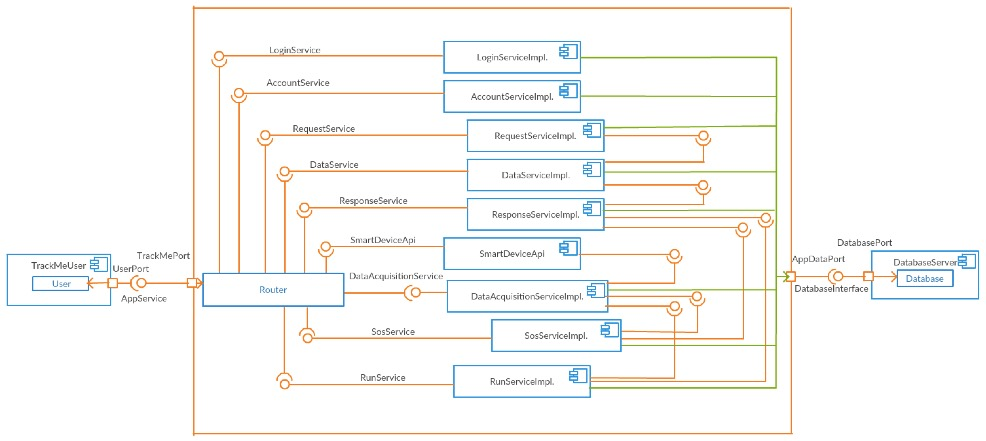 LoginService
LoginServiceImpl.
AccountService
AccountServiceImpl.
RequestService
RequestServiceImpl.
DataService
DataServiceImpl.
ResponseService
ResponseServiceImpl.
SmartDeviceApi
SmartDeviceApi
DataAcquisitionService
DataAcquisitionServiceImpl.
SosService
SosServiceImpl.
RunService
RunServiceImpl.
TrackMeUser
User
UserPort
AppService
TrackMePort
Router
AppDataPort
DatabasePort
DatabaseInterface
DatabaseServer
Database